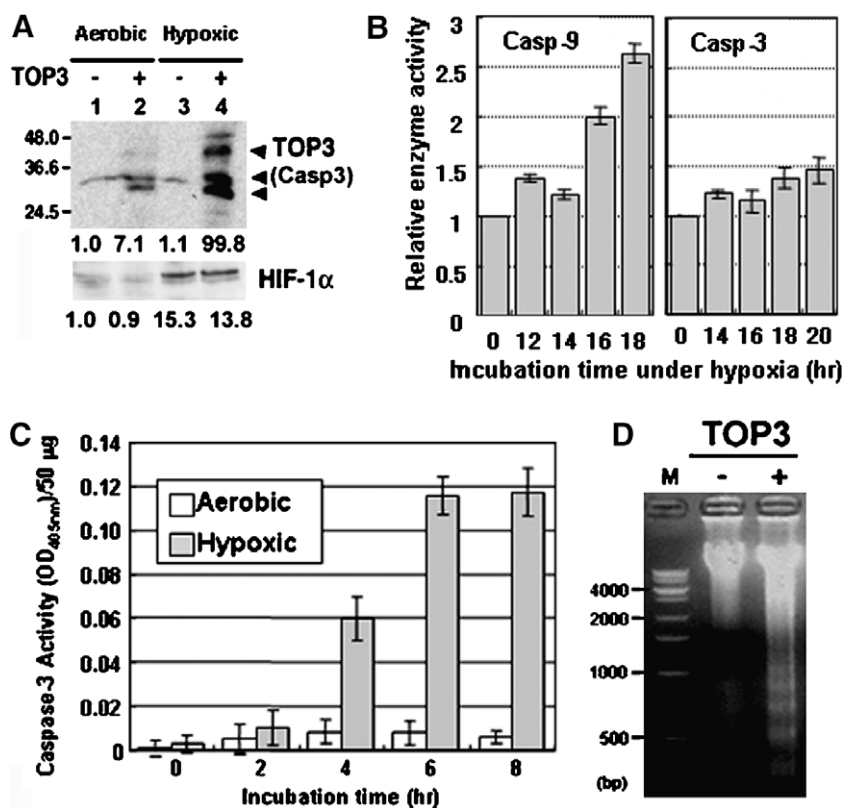 A
Aerobic Hypoxic
TOP3 - + - +
1 2 3 4
48.0
36.6
24.5
TOP3
(Casp3)
1.0 7.1 1.1 99.8
HIF-1α
1.0 0.9 15.3 13.8
B
Relative enzyme activity
3
2.5
2
1.5
1
0.5
0
Casp-9
Casp-3
0 12 14 16 18
0 14 16 18 20
Incubation time under hypoxia (hr)
C
Caspase-3 Activity (OD405nm)/50 µg
0.14
0.12
0.10
0.08
0.06
0.04
0.02
0
Aerobic
Hypoxic
0 2 4 6 8
Incubation time (hr)
D
TOP3
M - +
4000
2000
1000
500
(bp)